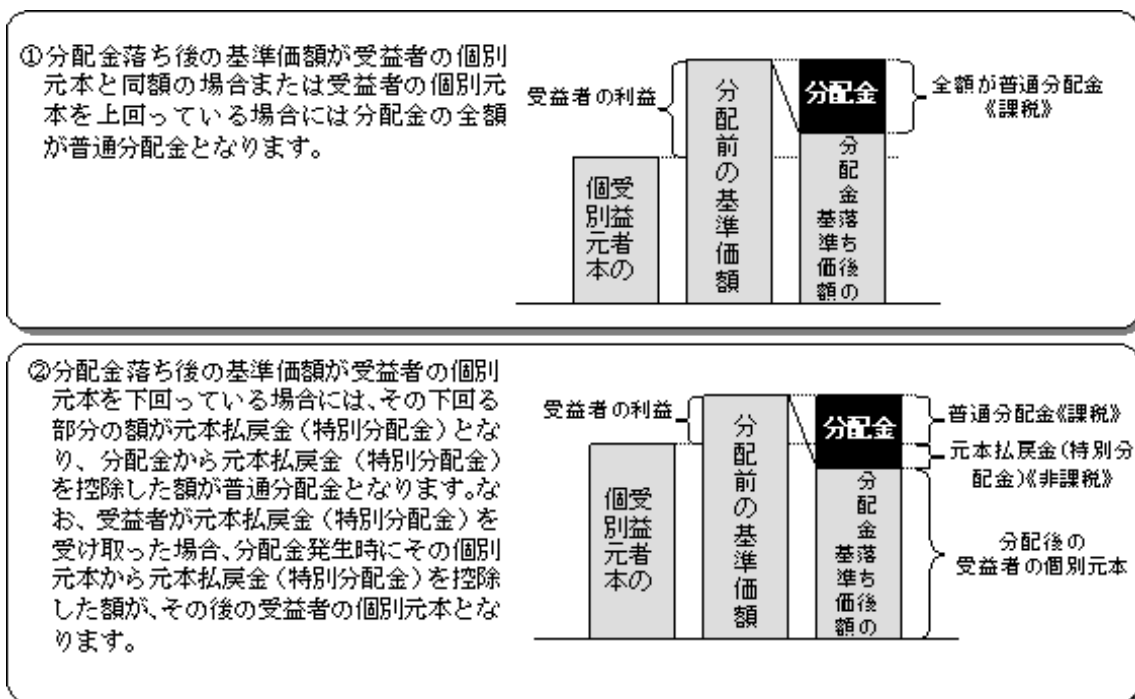 ①分配金落ち後の基準価額が受益者の個別
元本と同額の場合または受益者の個別元
本を上回っている場合には分配金の全額
が普通分配金となります。
受益者の利益
受益者の
個別元本
分配前の基準価額
分配金
分配金落ち後の
基準価額
全額が普通分配金
《課税》
②分配金落ち後の基準価額が受益者の個別
元本を下回っている場合には、その下回る
部分の額が元本払戻金(特別分配金)とな
り、分配金から元本払戻金(特別分配金)
を控除した額が普通分配金となります。な
お、受益者が元本払戻金(特別分配金)を
受け取った場合、分配金発生時にその個別
元本から元本払戻金(特別分配金)を控除
した額が、その後の受益者の個別元本とな
ります。
受益者の利益
受益者の
個別元本
分配前の基準価額
分配金
分配金落ち後の
基準価額
普通分配金《課税》
元本払戻金(特別分
配金)《非課税》
分配後の
受益者の個別元本